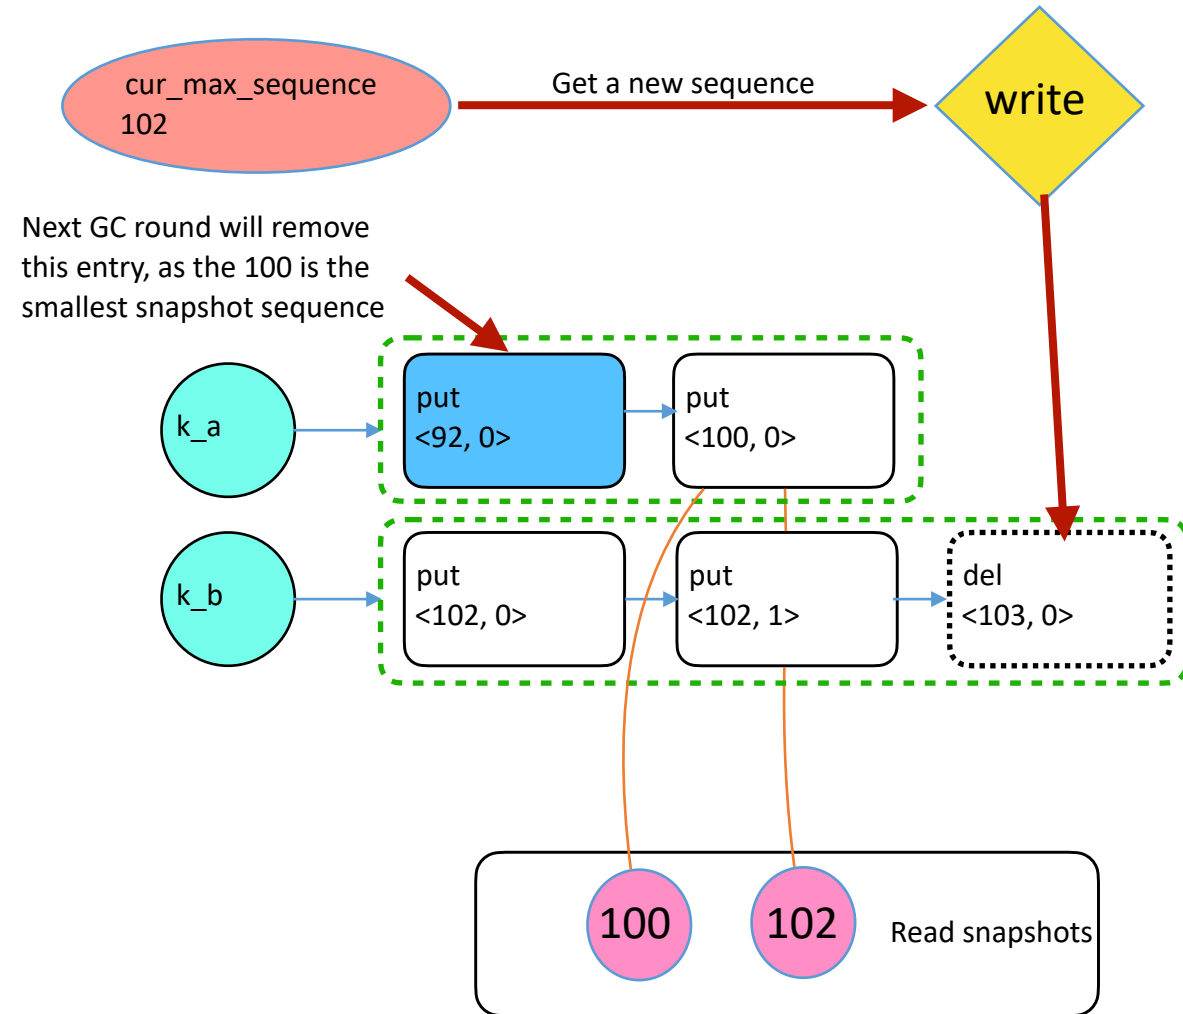 cur_max_sequence
102
Get a new sequence
write
Next GC round will remove
this entry, as the 100 is the
smallest snapshot sequence
k_a
put
<92, 0>
put
<100, 0>
k_b
put
<102, 0>
put
<102, 1>
del
<103, 0>
100
102
Read snapshots